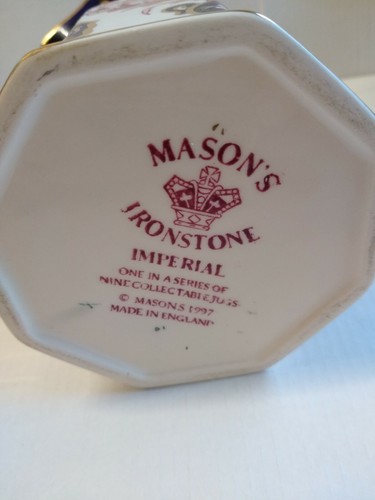 MASON'S
IRONSTONE
IMPERIAL
ONE IN A SERIES OF
NINE COLLECTABLE JUGS
© MASONS 1997
MADE IN ENGLAND